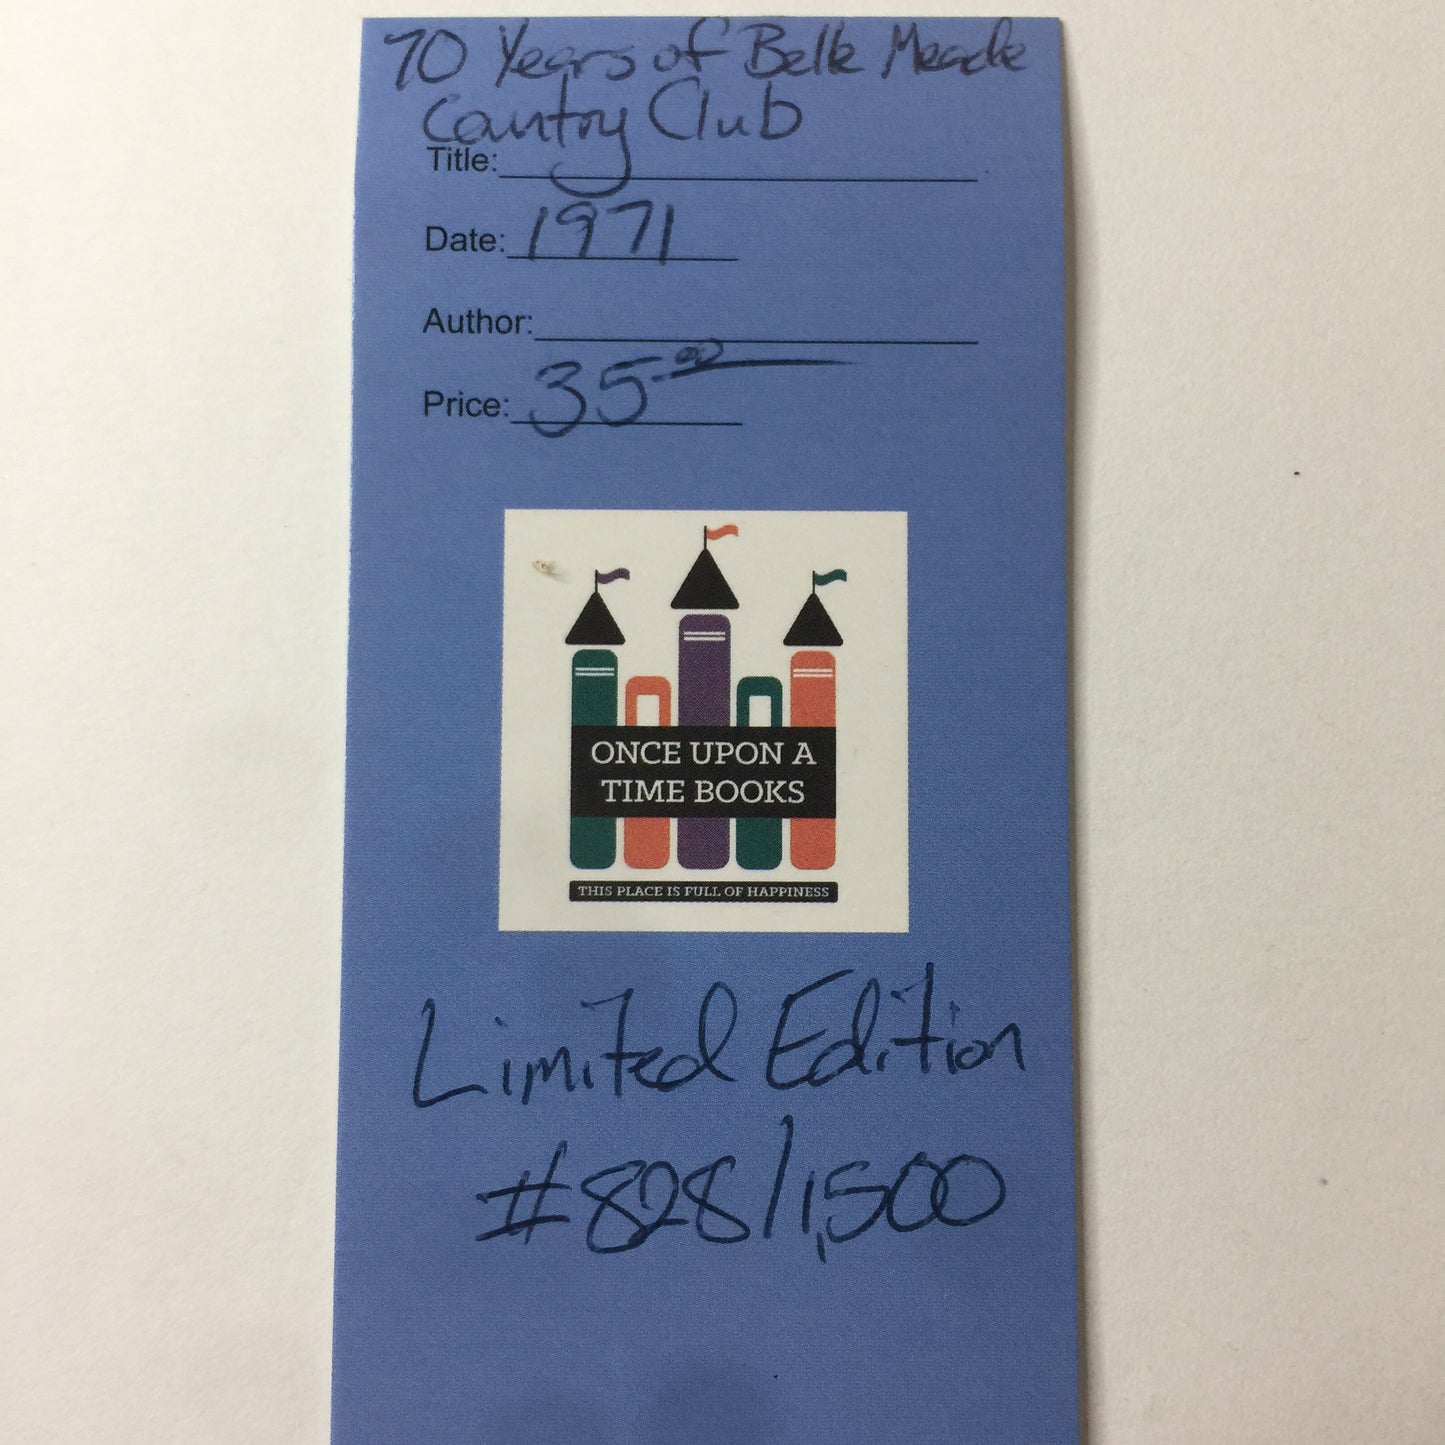 70 Years of Belle Meade
Country Club
Title:
Date: 1971
Author:
Price: 35.00
ONCE UPON A
TIME BOOKS
THIS PLACE IS FULL OF HAPPINESS
Limited Edition
#828/1,500